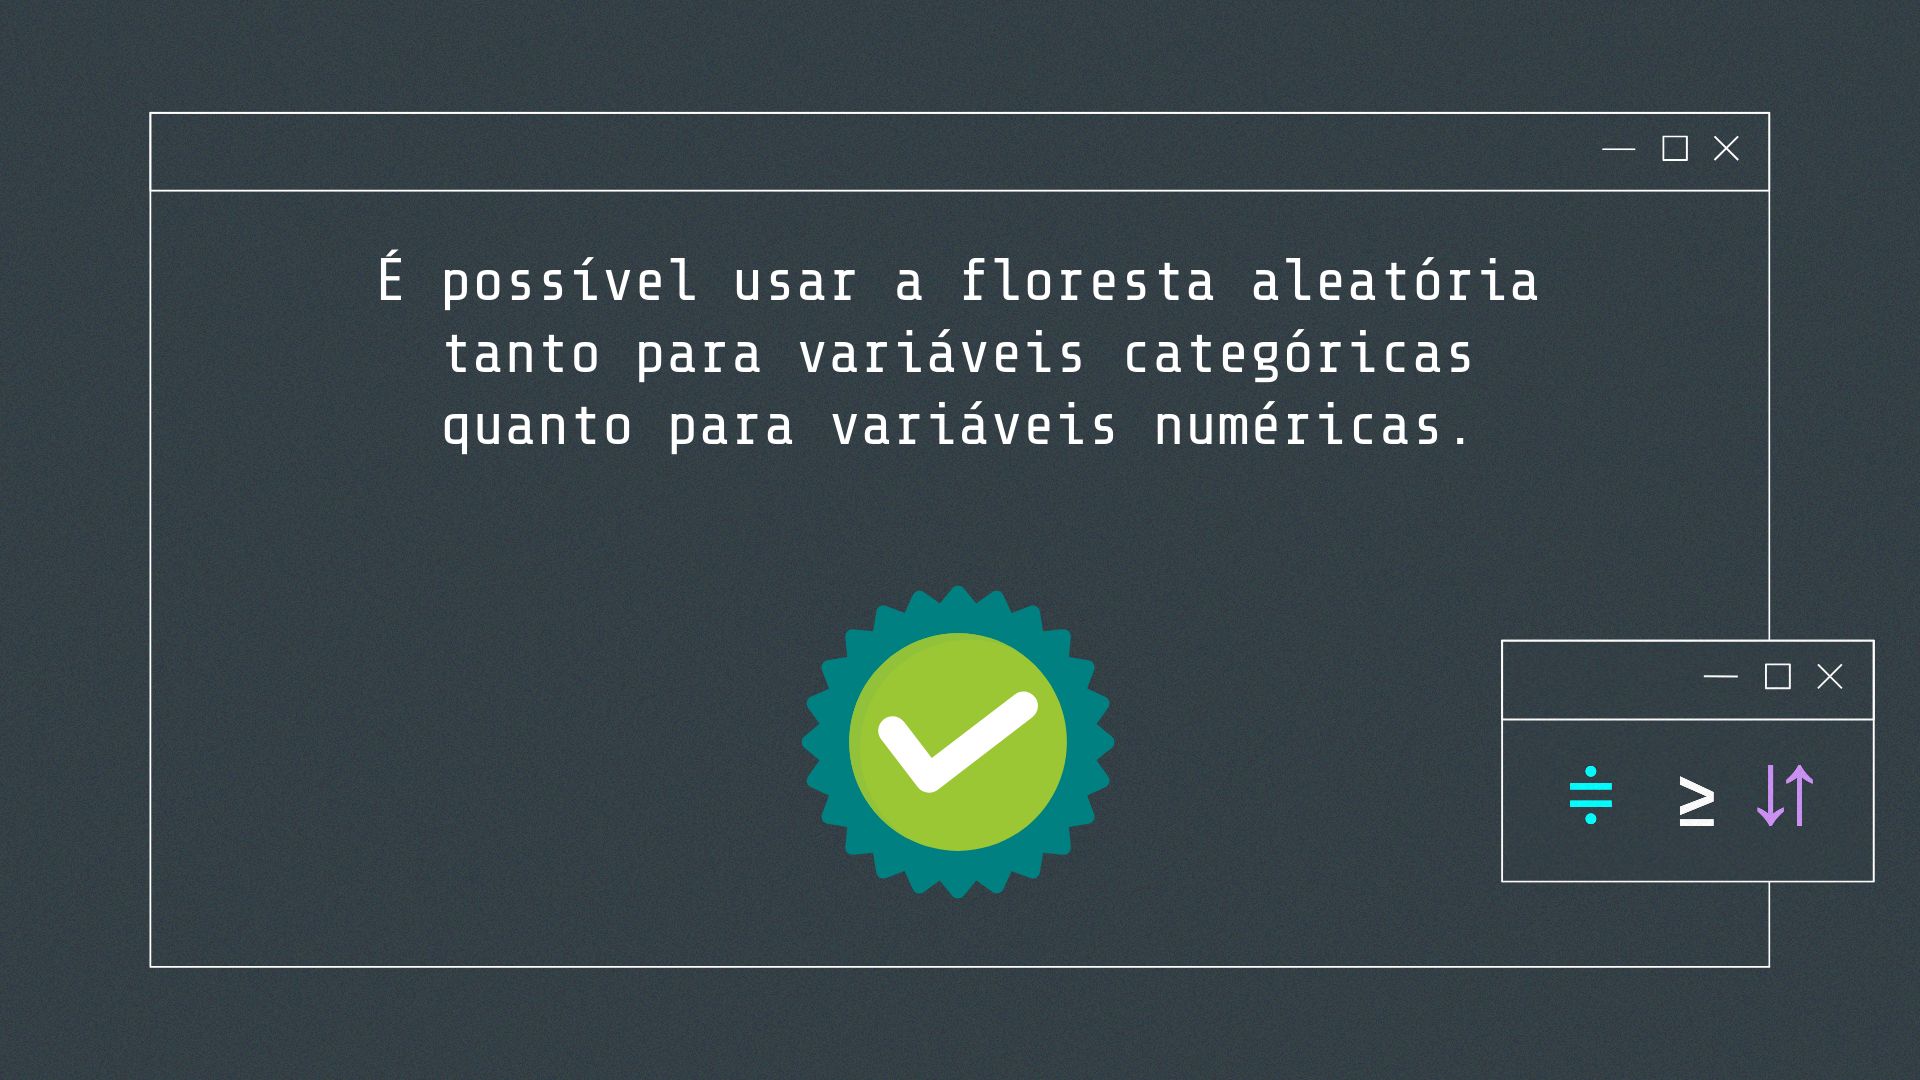 É possível usar a floresta aleatória
tanto para variáveis categóricas
quanto para variáveis numéricas.
≑ ≥ ↓↑